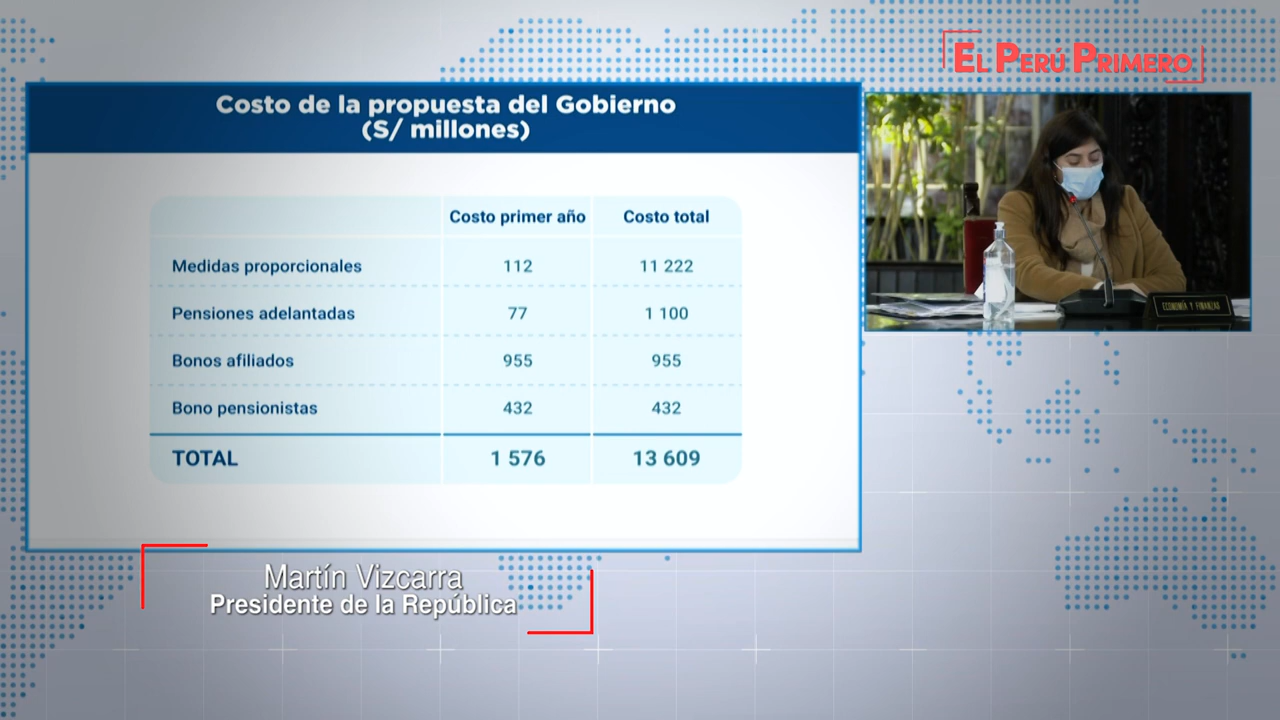 EL PERÚ PRIMERO
Costo de la propuesta del Gobierno
(S/ millones)
Costo primer año Costo total
Medidas proporcionales 112 11 222
Pensiones adelantadas 77 1 100
Bonos afiliados 955 955
Bono pensionistas 432 432
TOTAL 1 576 13 609
ECONOMÍA Y FINANZAS
Martín Vizcarra
Presidente de la República